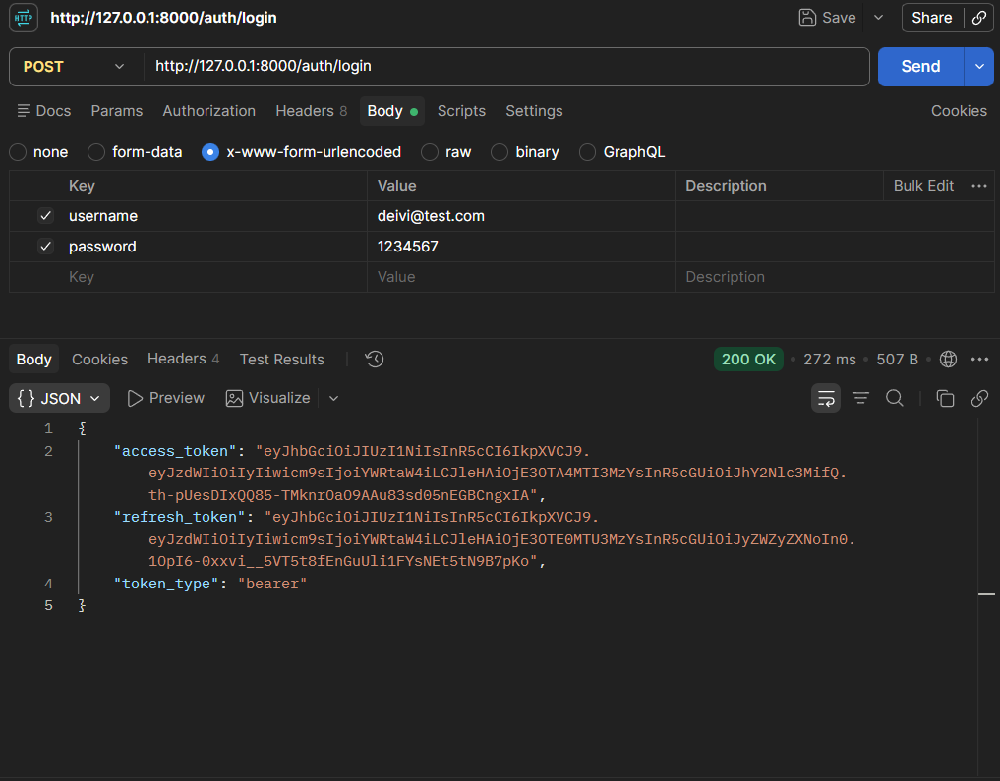 HTTP http://127.0.0.1:8000/auth/login Save Share
POST http://127.0.0.1:8000/auth/login Send
Docs Params Authorization Headers 8 Body Scripts Settings Cookies
none form-data x-www-form-urlencoded raw binary GraphQL
Key Value Description Bulk Edit
username deivi@test.com
password 1234567
Key Value Description
Body Cookies Headers 4 Test Results 200 OK • 272 ms • 507 B
{} JSON Preview Visualize
1 {
2 "access_token": "eyJhbGciOiJIUzI1NiIsInR5cCI6IkpXVCJ9.
eyJzdWIiOiIyIiwicm9sIjoiYWRtaW4iLCJleHAiOjE3OTA4MTI3MzYsInR5cGUiOiJhY2Nlc3MifQ.
th-pUesDIxQQ85-TMknrOaO9AAu83sd05nEGBCngxIA",
3 "refresh_token": "eyJhbGciOiJIUzI1NiIsInR5cCI6IkpXVCJ9.
eyJzdWIiOiIyIiwicm9sIjoiYWRtaW4iLCJleHAiOjE3OTE0MTU3MzYsInR5cGUiOiJyZWZyZXNoIn0.
1OpI6-0xxvi__5VT5t8fEnGuUli1FYsNEt5tN9B7pKo",
4 "token_type": "bearer"
5 }